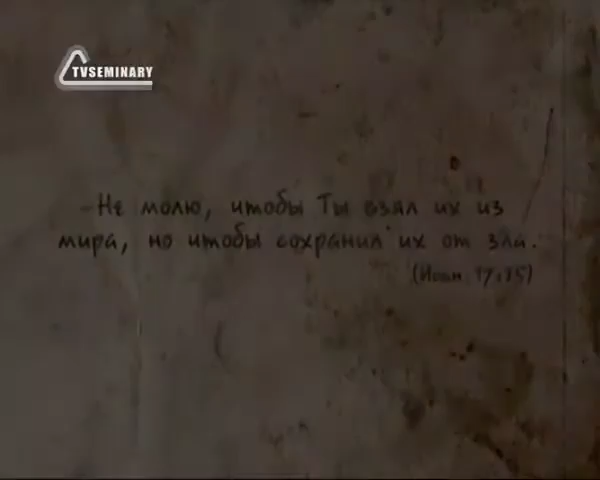 TVSEMINARY
Не молю, чтобы Ты взял их из
мира, но чтобы сохранил их от зла.
(Иоан. 17:15)